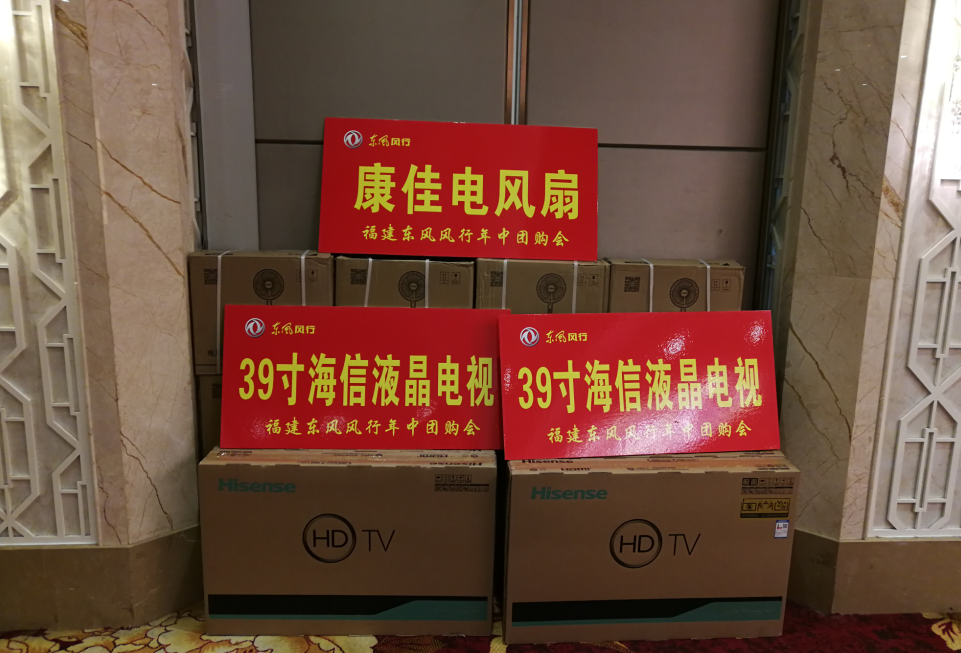 东风风行
康佳电风扇
福建东风风行年中团购会
东风风行
39寸海信液晶电视
福建东风风行年中团购会
东风风行
39寸海信液晶电视
福建东风风行年中团购会
Hisense
Hisense
HD TV
Hisense
HDMI
Hisense
HD TV